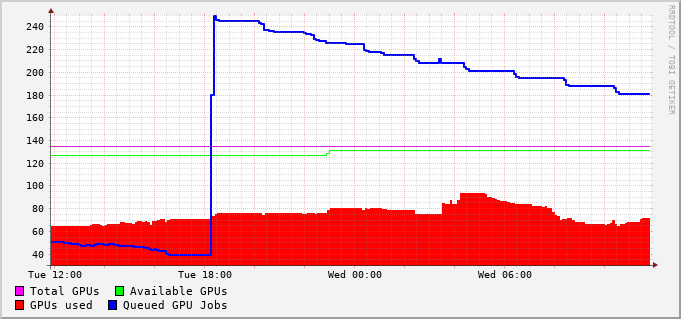 240
220
200
180
160
140
120
100
80
60
40
Tue 12:00 Tue 18:00 Wed 00:00 Wed 06:00
Total GPUs Available GPUs
GPUs used Queued GPU Jobs
RRDTOOL / TOBI OETIKER